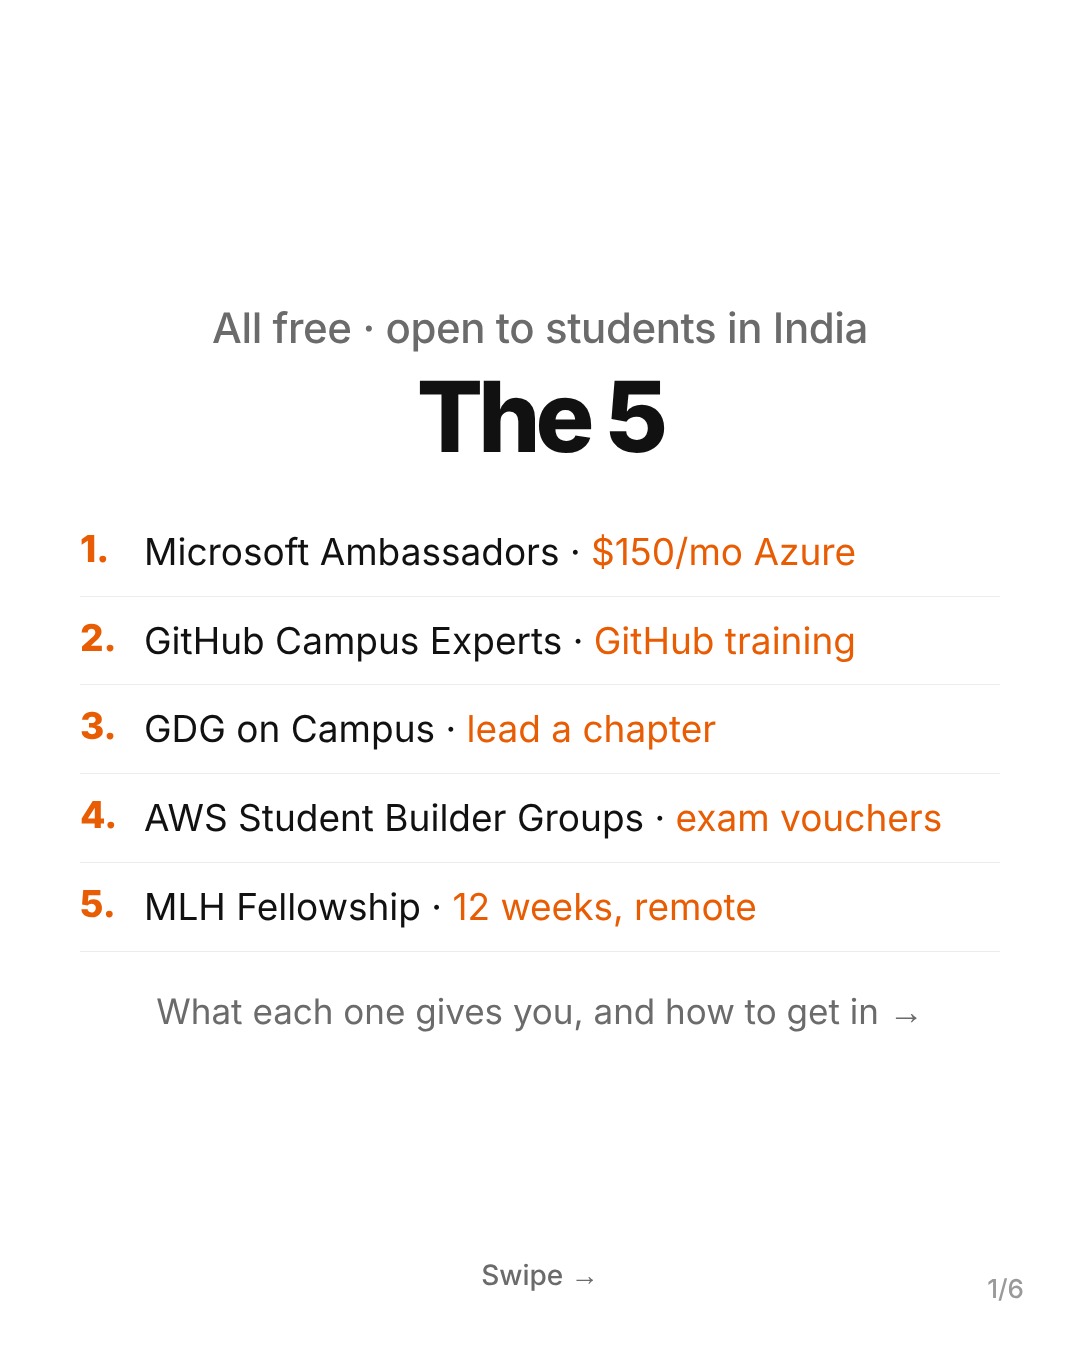 All free · open to students in India
The 5
1. Microsoft Ambassadors · $150/mo Azure
2. GitHub Campus Experts · GitHub training
3. GDG on Campus · lead a chapter
4. AWS Student Builder Groups · exam vouchers
5. MLH Fellowship · 12 weeks, remote
What each one gives you, and how to get in →
Swipe →
1/6